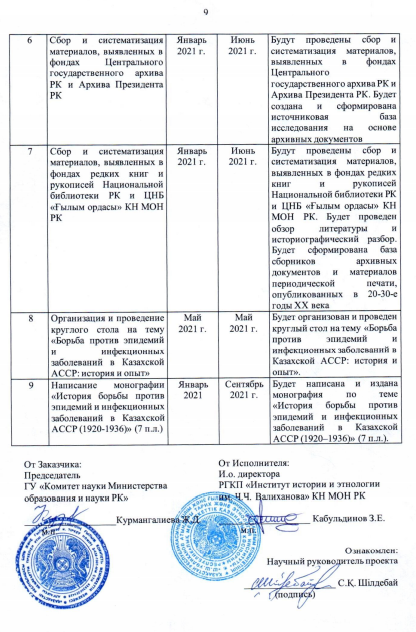 9
6 Сбор и систематизация Январь Июнь Будут проведены сбор и
материалов, выявленных в 2021 г. 2021 г. систематизация материалов,
фондах Центрального выявленных в фондах
государственного архива Центрального
РК и Архива Президента государственного архива РК и
РК Архива Президента РК. Будет
создана и сформирована
источниковая база
исследования на основе
архивных документов
7 Сбор и систематизация Январь Июнь Будут проведены сбор и
материалов, выявленных в 2021 г. 2021 г. систематизация материалов,
фондах редких книг и выявленных в фондах редких
рукописей Национальной книг и рукописей
библиотеки РК и ЦНБ Национальной библиотеки РК
«Ғылым ордасы» КН МОН и ЦНБ «Ғылым ордасы» КН
РК МОН РК. Будет проведен
обзор литературы и
историографический разбор.
Будет сформирована база
сборников архивных
документов и материалов
периодической печати,
опубликованных в 20-30-е
годы ХХ века
8 Организация и проведение Май Май Будет организован и проведен
круглого стола на тему 2021 г. 2021 г. круглый стол на тему «Борьба
«Борьба против эпидемий против эпидемий и
и инфекционных инфекционных заболеваний в
заболеваний в Казахской Казахской АССР: история и
АССР: история и опыт» опыт».
9 Написание монографии Январь Сентябрь Будет написана и издана
«История борьбы против 2021 2021 г. монография по теме
эпидемий и инфекционных «История борьбы против
заболеваний в Казахской эпидемий и инфекционных
АССР (1920-1936)» (7 п.л.) заболеваний в Казахской
АССР (1920–1936)» (7 п.л.).
От Заказчика: От Исполнителя:
Председатель И.о. директора
ГУ «Комитет науки Министерства РГКП «Институт истории и этнологии
образования и науки РК» им. Ч.Ч. Валиханова» КН МОН РК
Курмангалиева Ж.Д. Кабульдинов З.Е.
м.п. м.п.
Ознакомлен:
Научный руководитель проекта
С.Қ. Шілдебай
(подпись)